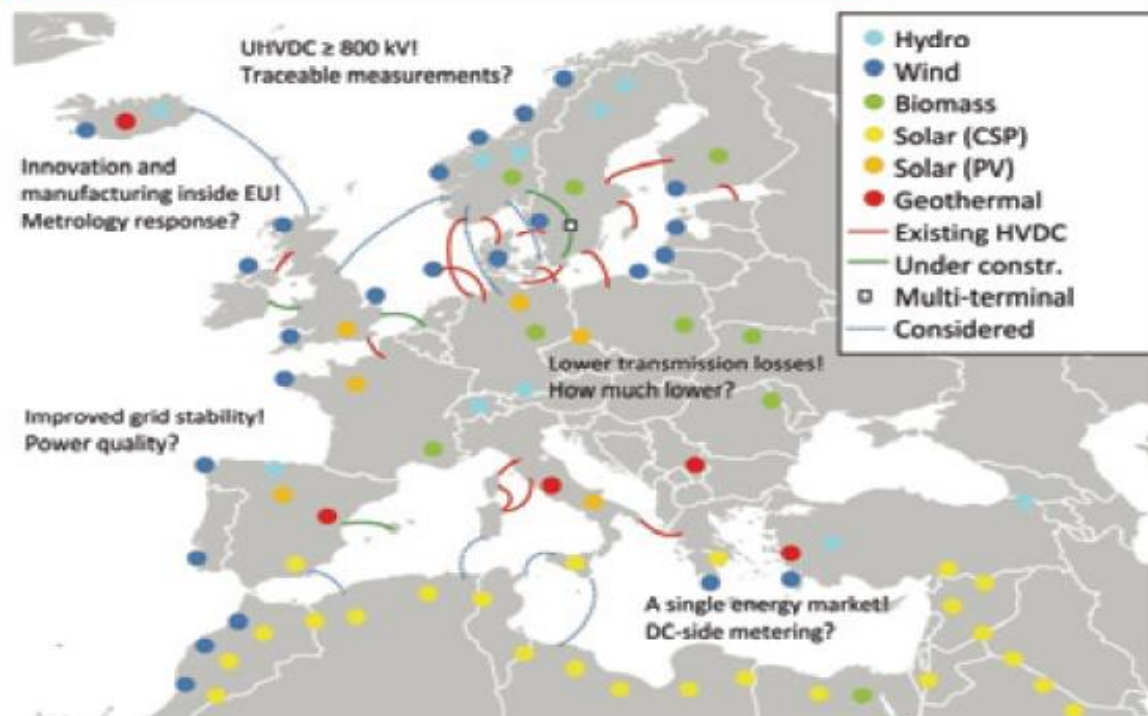 UHVDC ≥ 800 kV!
Traceable measurements?
Innovation and
manufacturing inside EU!
Metrology response?
Lower transmission losses!
How much lower?
Improved grid stability!
Power quality?
A single energy market!
DC-side metering?
Hydro
Wind
Biomass
Solar (CSP)
Solar (PV)
Geothermal
Existing HVDC
Under constr.
Multi-terminal
Considered